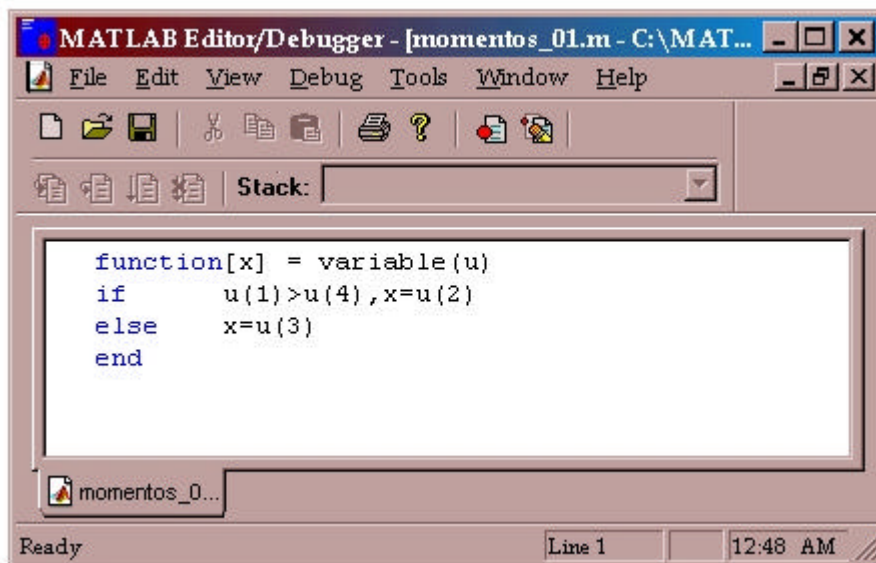 MATLAB Editor/Debugger - [momentos_01.m - C:\MAT...
File Edit View Debug Tools Window Help
Stack:
function[x] = variable(u)
if u(1)>u(4),x=u(2)
else x=u(3)
end
momentos_0...
Ready Line 1 12:48 AM